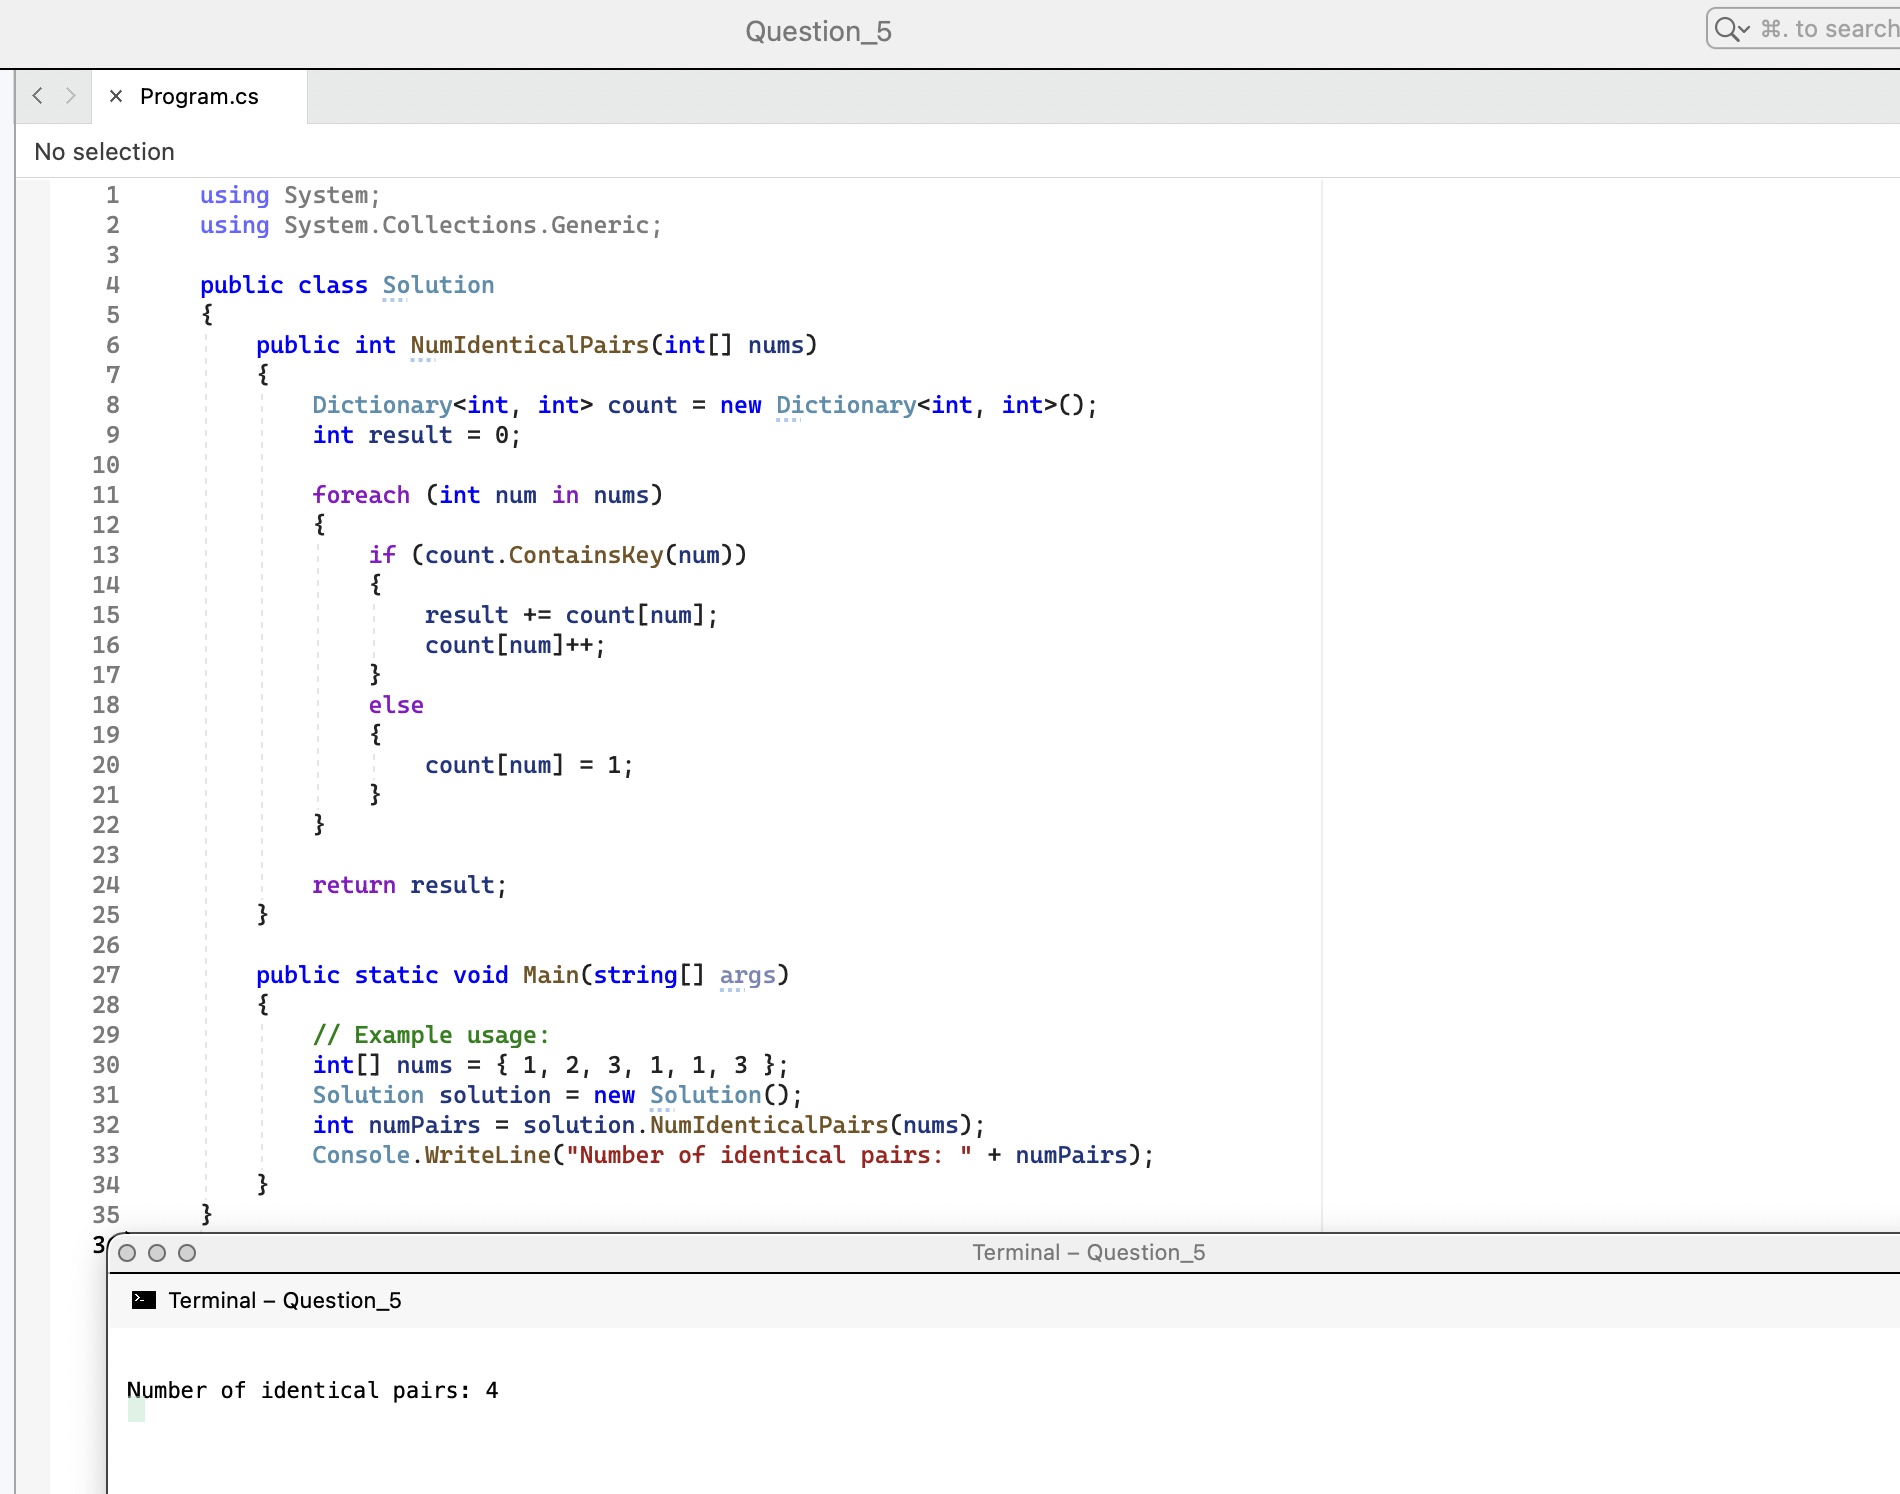 Question_5
⌘. to search
Program.cs
No selection
1 using System;
2 using System.Collections.Generic;
3
4 public class Solution
5 {
6     public int NumIdenticalPairs(int[] nums)
7     {
8         Dictionary<int, int> count = new Dictionary<int, int>();
9         int result = 0;
10
11         foreach (int num in nums)
12         {
13             if (count.ContainsKey(num))
14             {
15                 result += count[num];
16                 count[num]++;
17             }
18             else
19             {
20                 count[num] = 1;
21             }
22         }
23
24         return result;
25     }
26
27     public static void Main(string[] args)
28     {
29         // Example usage:
30         int[] nums = { 1, 2, 3, 1, 1, 3 };
31         Solution solution = new Solution();
32         int numPairs = solution.NumIdenticalPairs(nums);
33         Console.WriteLine("Number of identical pairs: " + numPairs);
34     }
35 }
Terminal – Question_5
Terminal – Question_5
Number of identical pairs: 4